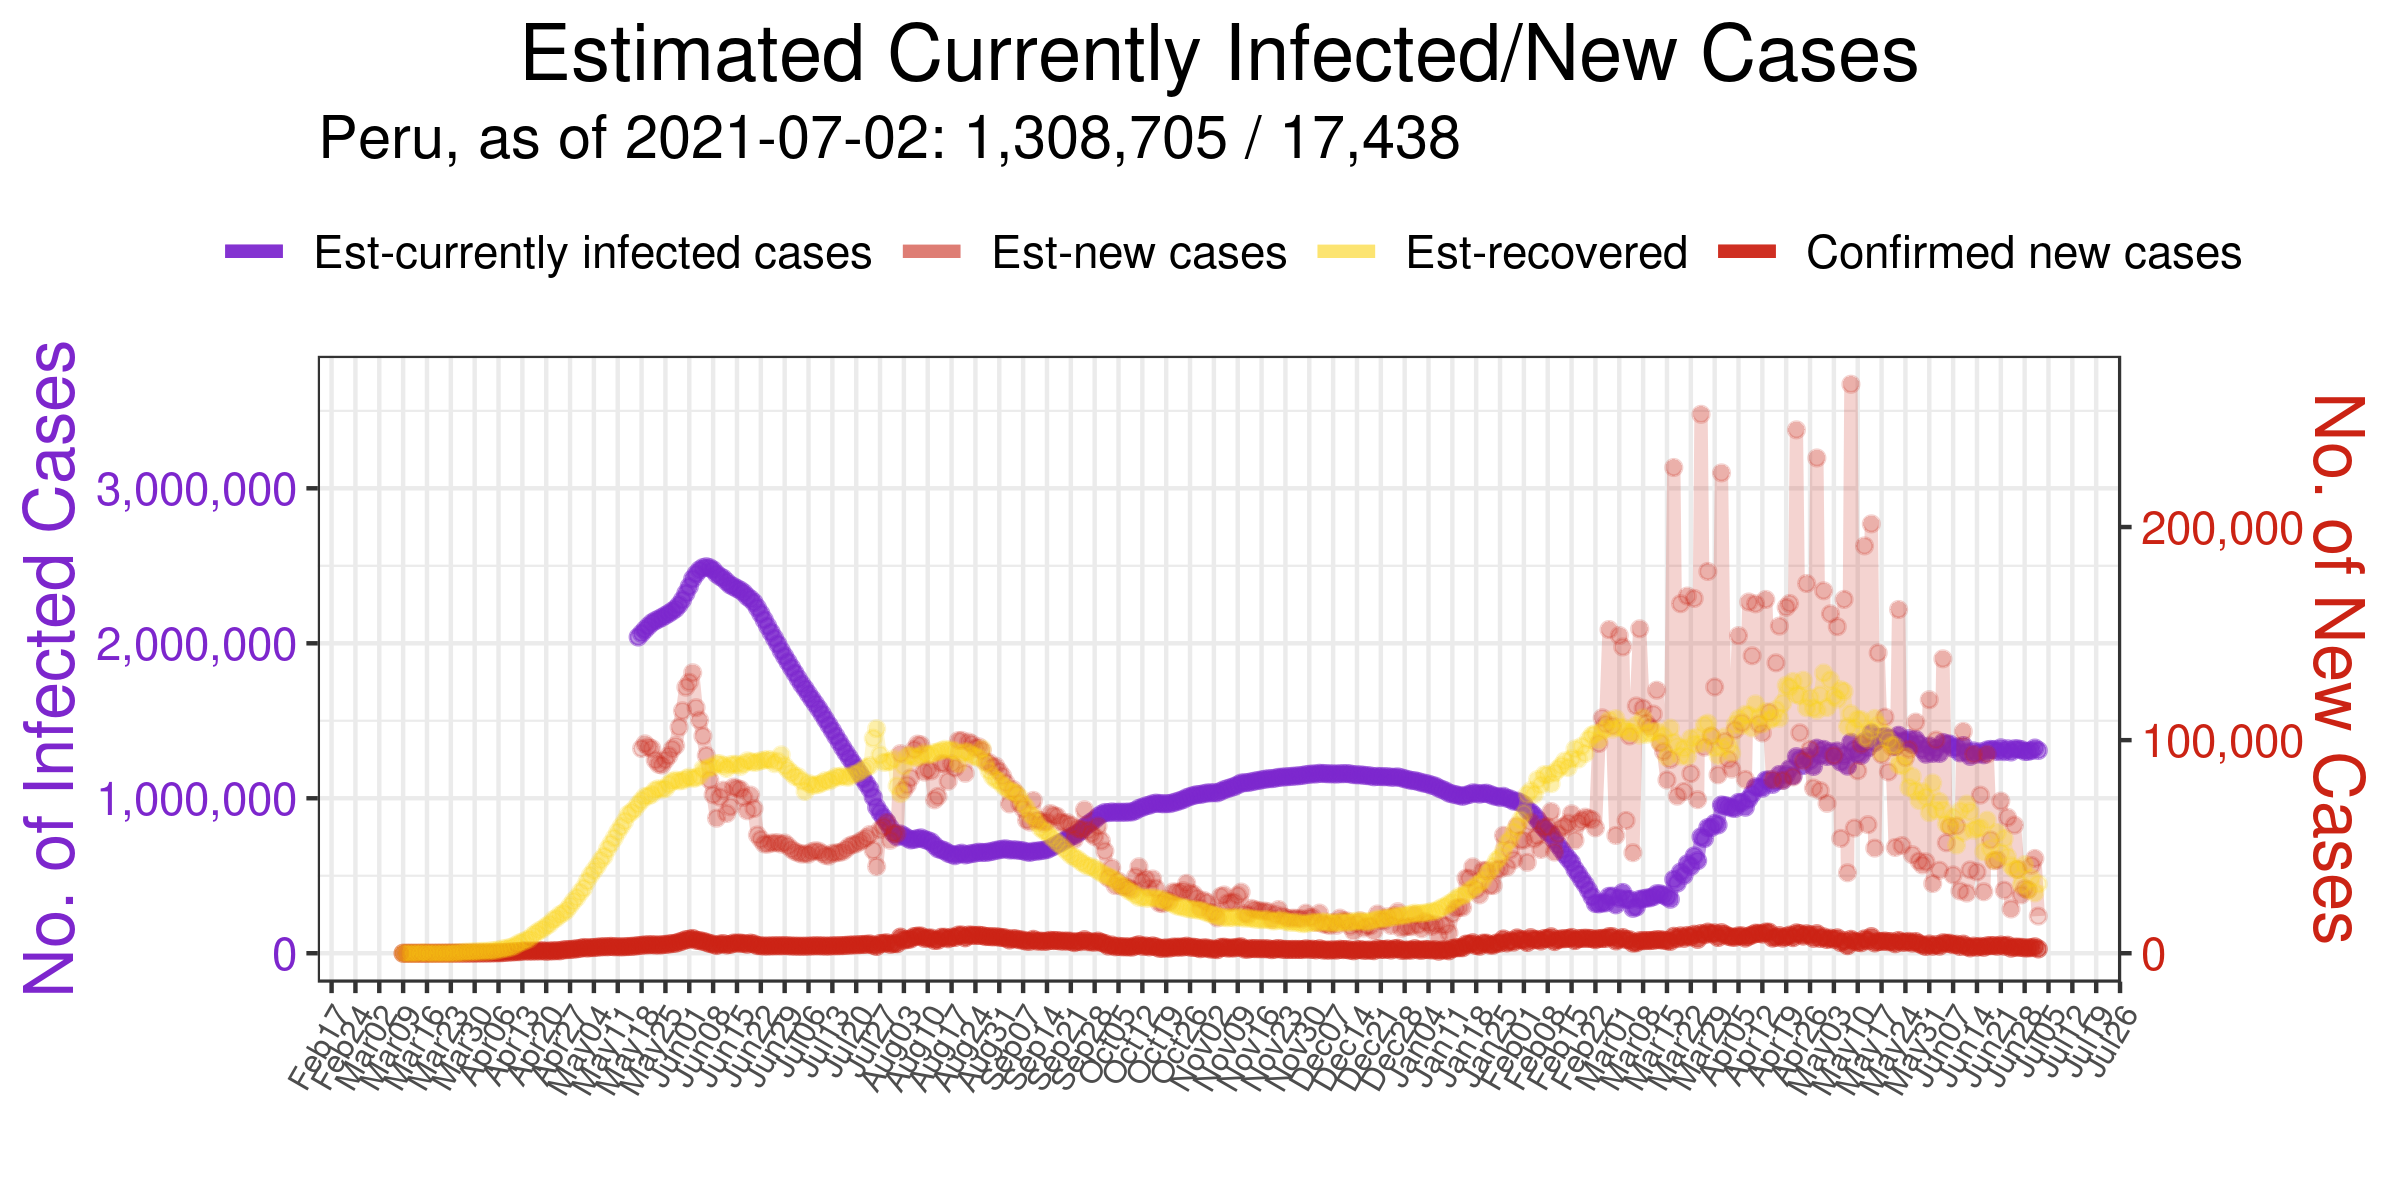 Estimated Currently Infected/New Cases
Peru, as of 2021-07-02: 1,308,705 / 17,438
Est-currently infected cases Est-new cases Est-recovered Confirmed new cases
No. of Infected Cases
3,000,000
2,000,000
1,000,000
0
200,000
100,000
0
No. of New Cases
Feb17
Feb24
Mar02
Mar09
Mar16
Mar23
Mar30
Apr06
Apr13
Apr20
Apr27
May04
May11
May18
May25
Jun01
Jun08
Jun15
Jun22
Jun29
Jul06
Jul13
Jul20
Jul27
Aug03
Aug10
Aug17
Aug24
Aug31
Sep07
Sep14
Sep21
Sep28
Oct05
Oct12
Oct19
Oct26
Nov02
Nov09
Nov16
Nov23
Nov30
Dec07
Dec14
Dec21
Dec28
Jan04
Jan11
Jan18
Jan25
Feb01
Feb08
Feb15
Feb22
Mar01
Mar08
Mar15
Mar22
Mar29
Apr05
Apr12
Apr19
Apr26
May03
May10
May17
May24
May31
Jun07
Jun14
Jun21
Jun28
Jul05
Jul12
Jul19
Jul26